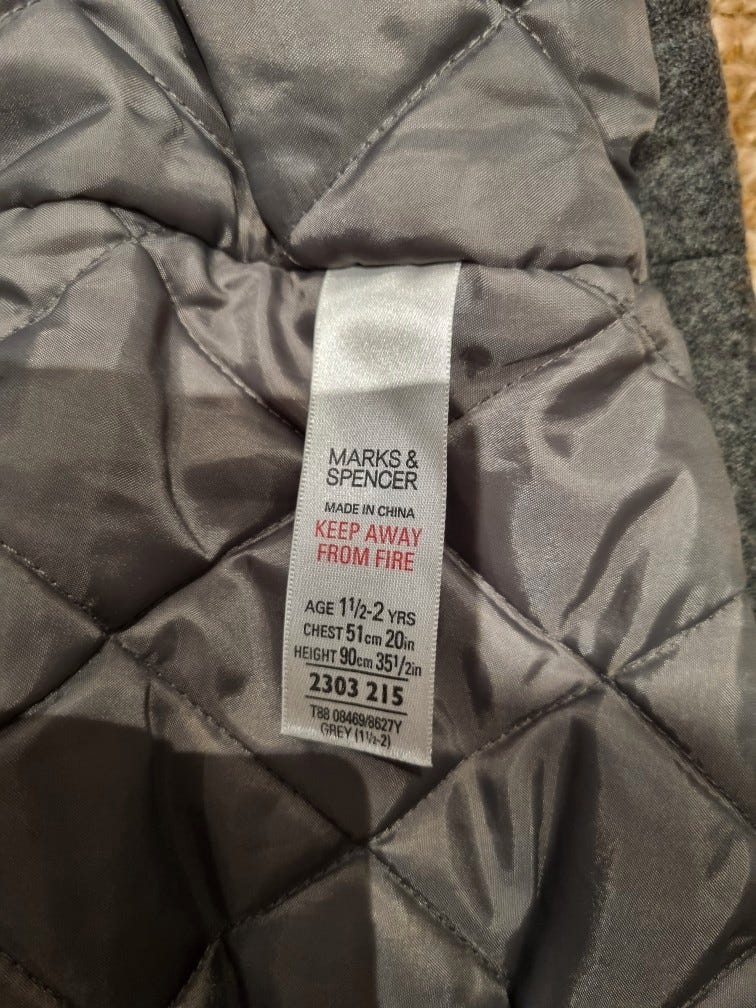 MARKS &
SPENCER
MADE IN CHINA
KEEP AWAY
FROM FIRE
AGE 1½-2 YRS
CHEST 51cm 20in
HEIGHT 90cm 35½in
2303 215
T88 08469/8627Y
GREY (1½-2)